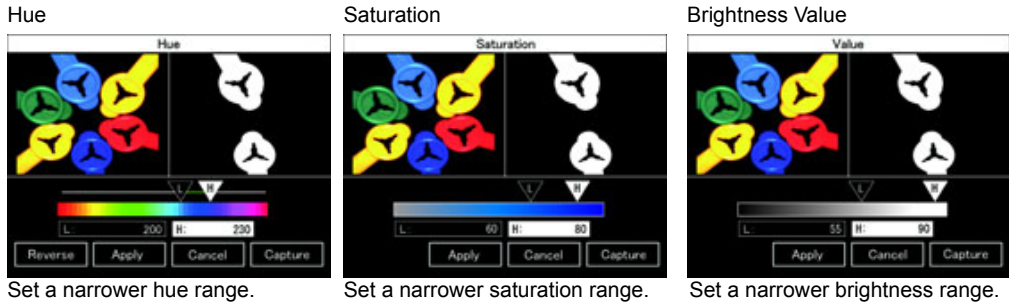 Hue
Saturation
Brightness Value
Hue
L
H
L: 200 H: 230
Reverse Apply Cancel Capture
Saturation
L
H
L: 60 H: 80
Apply Cancel Capture
Value
L
H
L: 55 H: 90
Apply Cancel Capture
Set a narrower hue range.
Set a narrower saturation range.
Set a narrower brightness range.